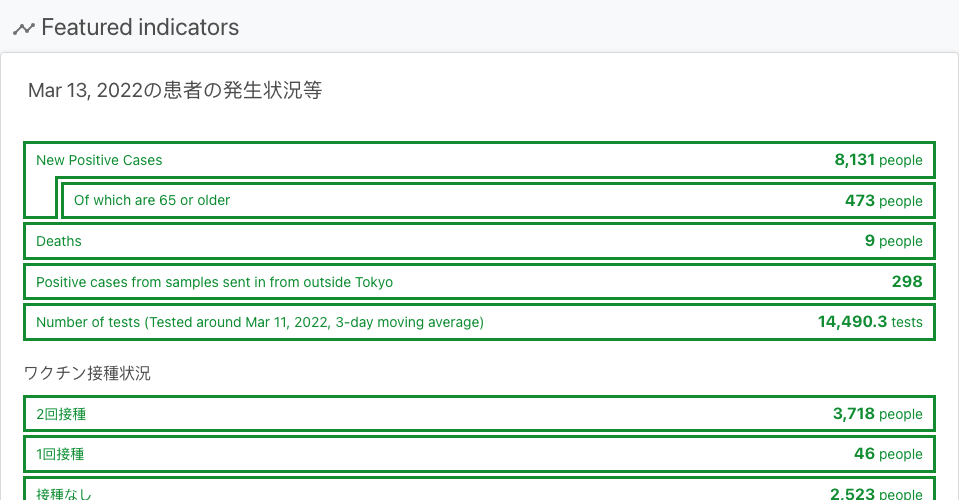 Featured indicators
Mar 13, 2022の患者の発生状況等
New Positive Cases 8,131 people
Of which are 65 or older 473 people
Deaths 9 people
Positive cases from samples sent in from outside Tokyo 298
Number of tests (Tested around Mar 11, 2022, 3-day moving average) 14,490.3 tests
ワクチン接種状況
2回接種 3,718 people
1回接種 46 people
接種なし 2,523 people